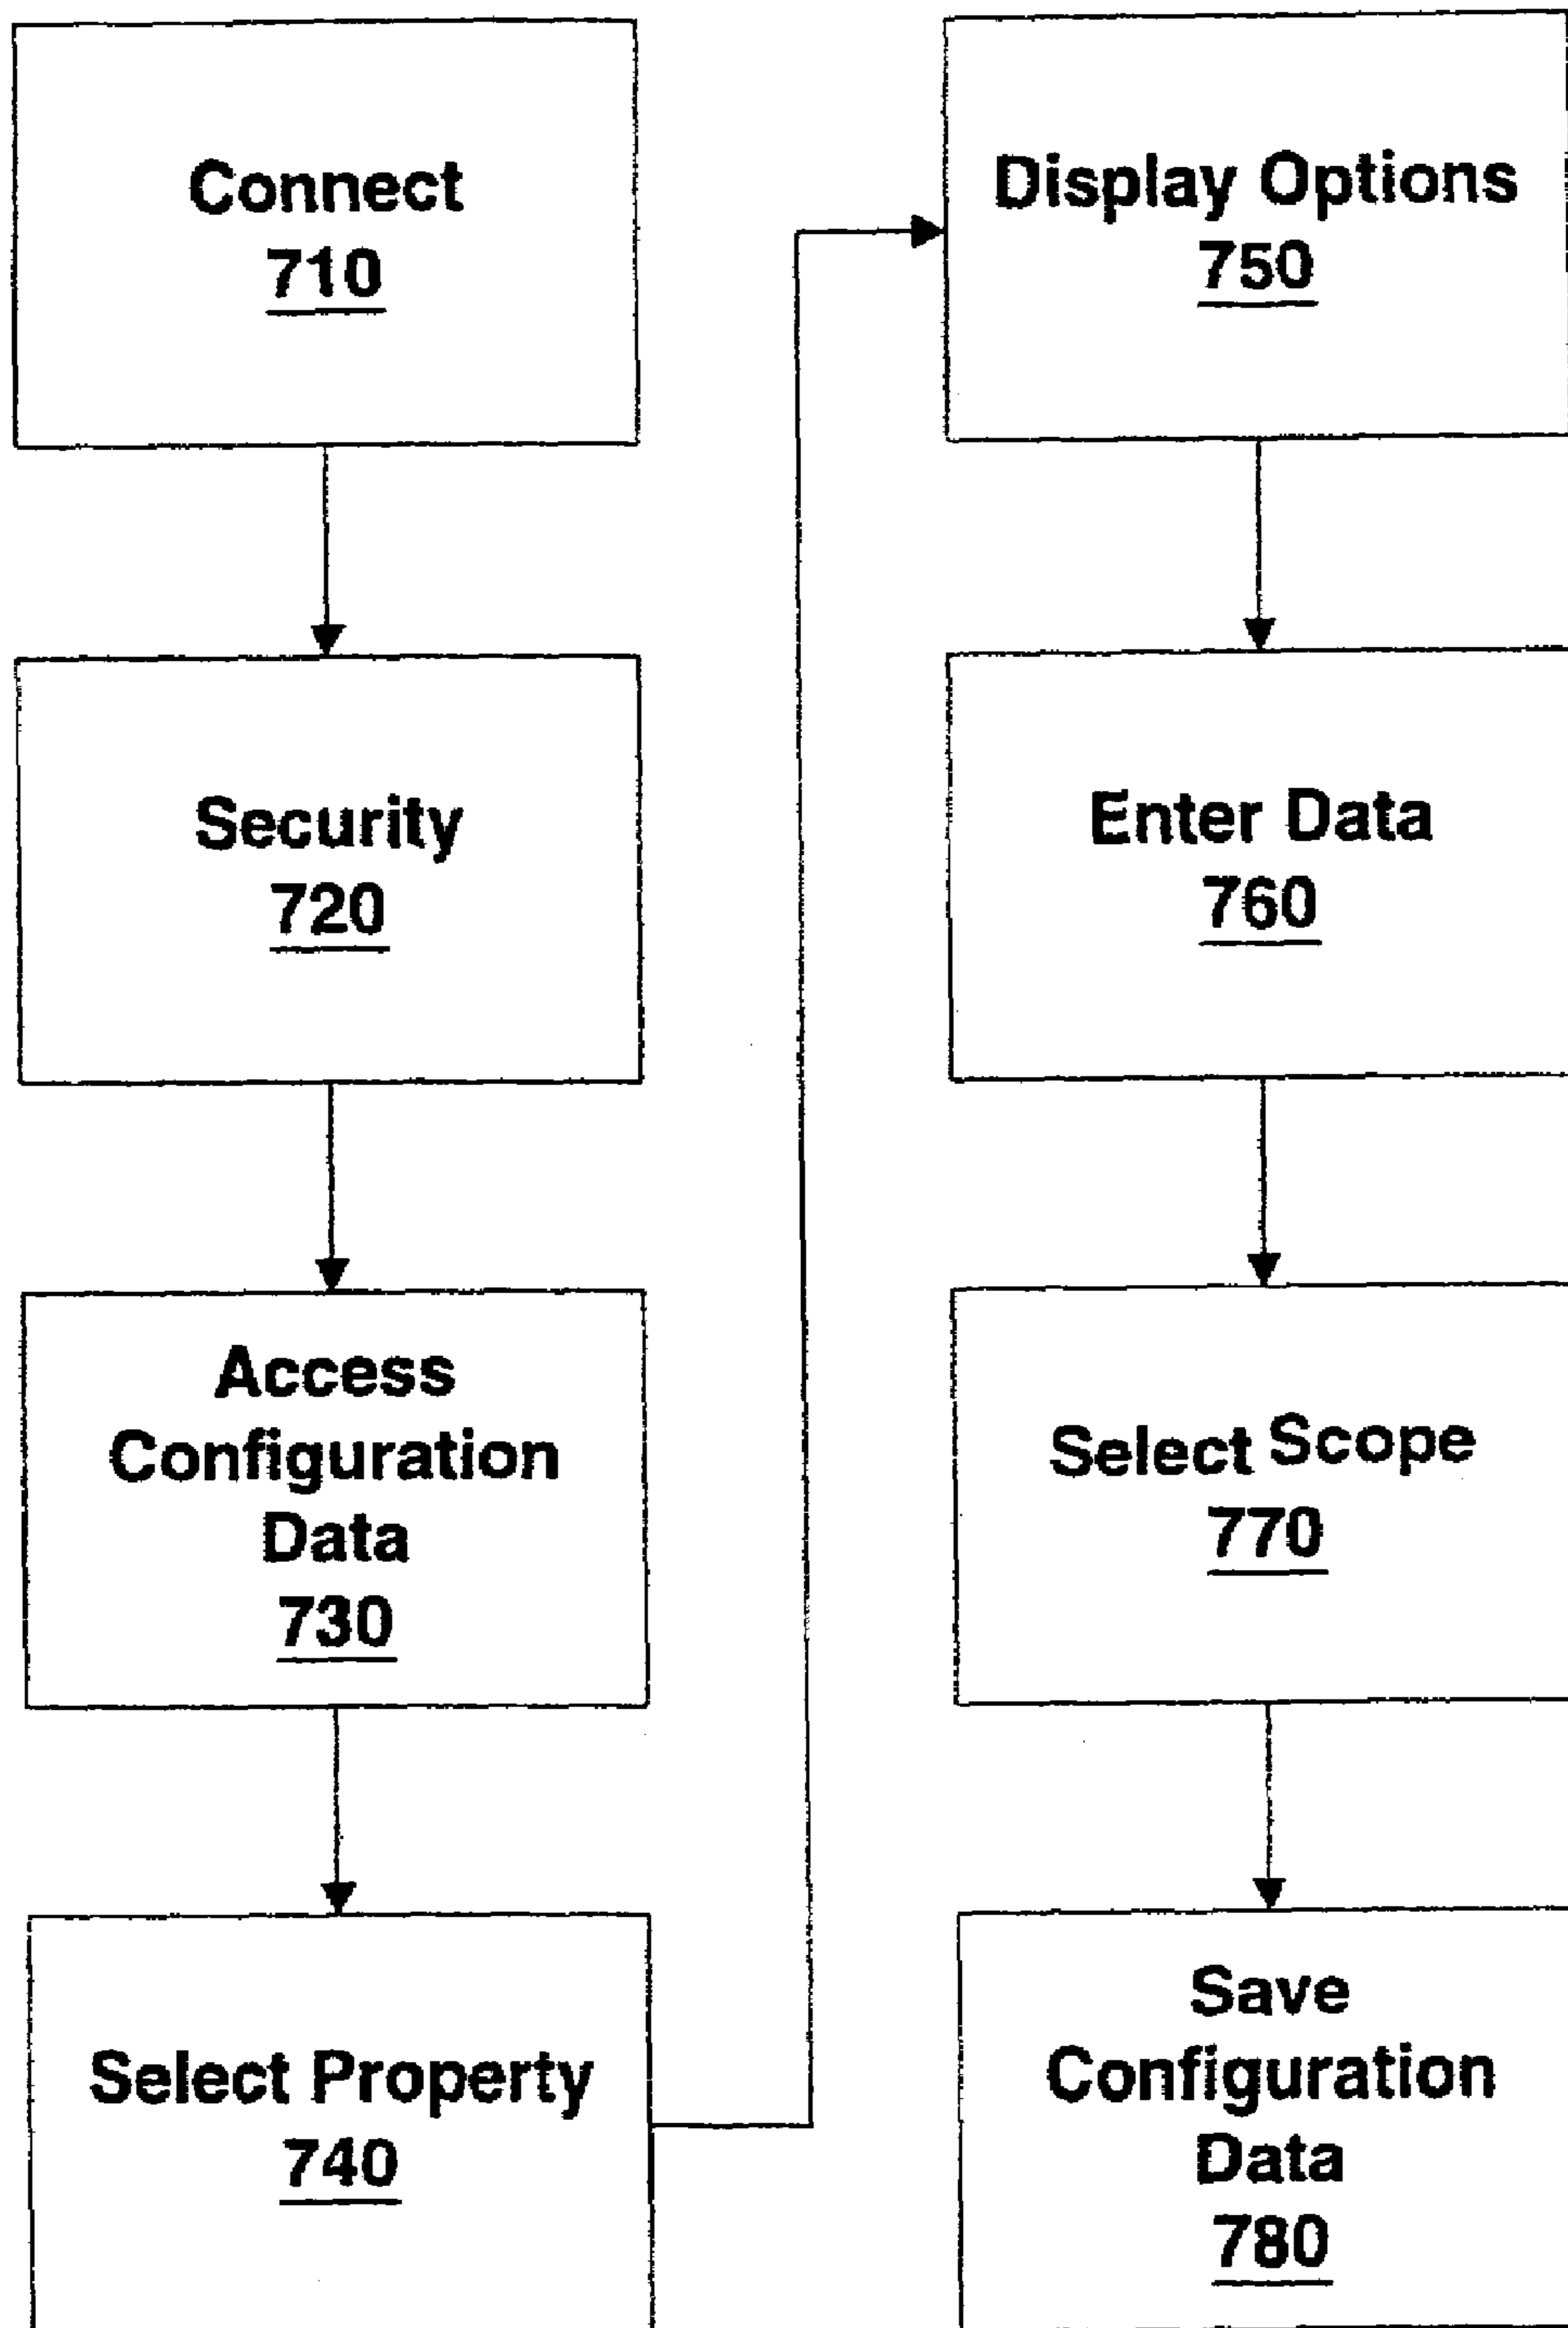 Connect
710
Security
720
Access
Configuration
Data
730
Select Property
740
Display Options
750
Enter Data
760
Select Scope
770
Save
Configuration
Data
780